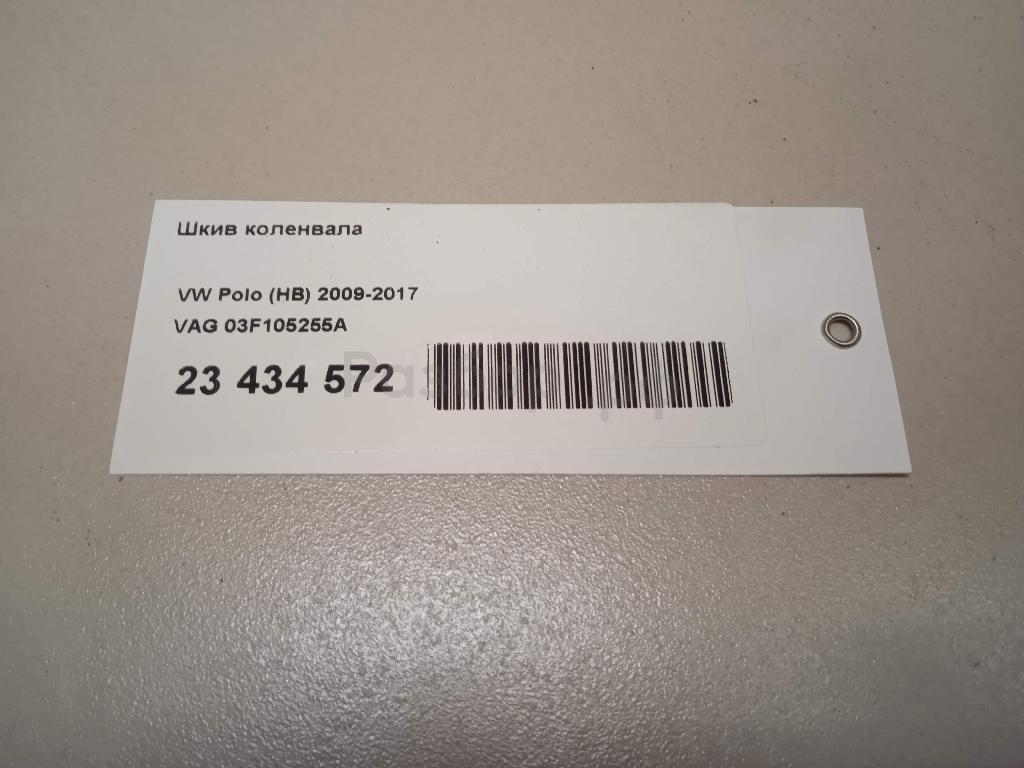 Шкив коленвала
VW Polo (HB) 2009-2017
VAG 03F105255A
23 434 572